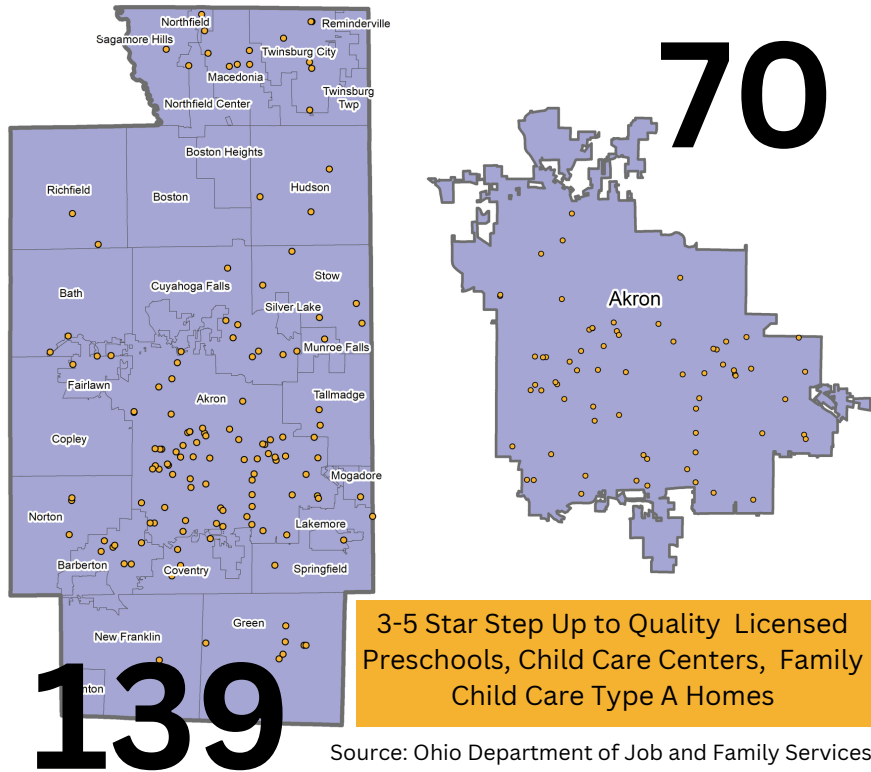 Northfield
Reminderville
Sagamore Hills
Twinsburg City
Macedonia
Twinsburg
Twp
Northfield Center
Boston Heights
Richfield
Boston
Hudson
Bath
Cuyahoga Falls
Stow
Silver Lake
Munroe Falls
Fairlawn
Akron
Tallmadge
Copley
Mogadore
Norton
Lakemore
Barberton
Coventry
Springfield
New Franklin
Green
nton
139
70
Akron
3-5 Star Step Up to Quality Licensed
Preschools, Child Care Centers, Family
Child Care Type A Homes
Source: Ohio Department of Job and Family Services